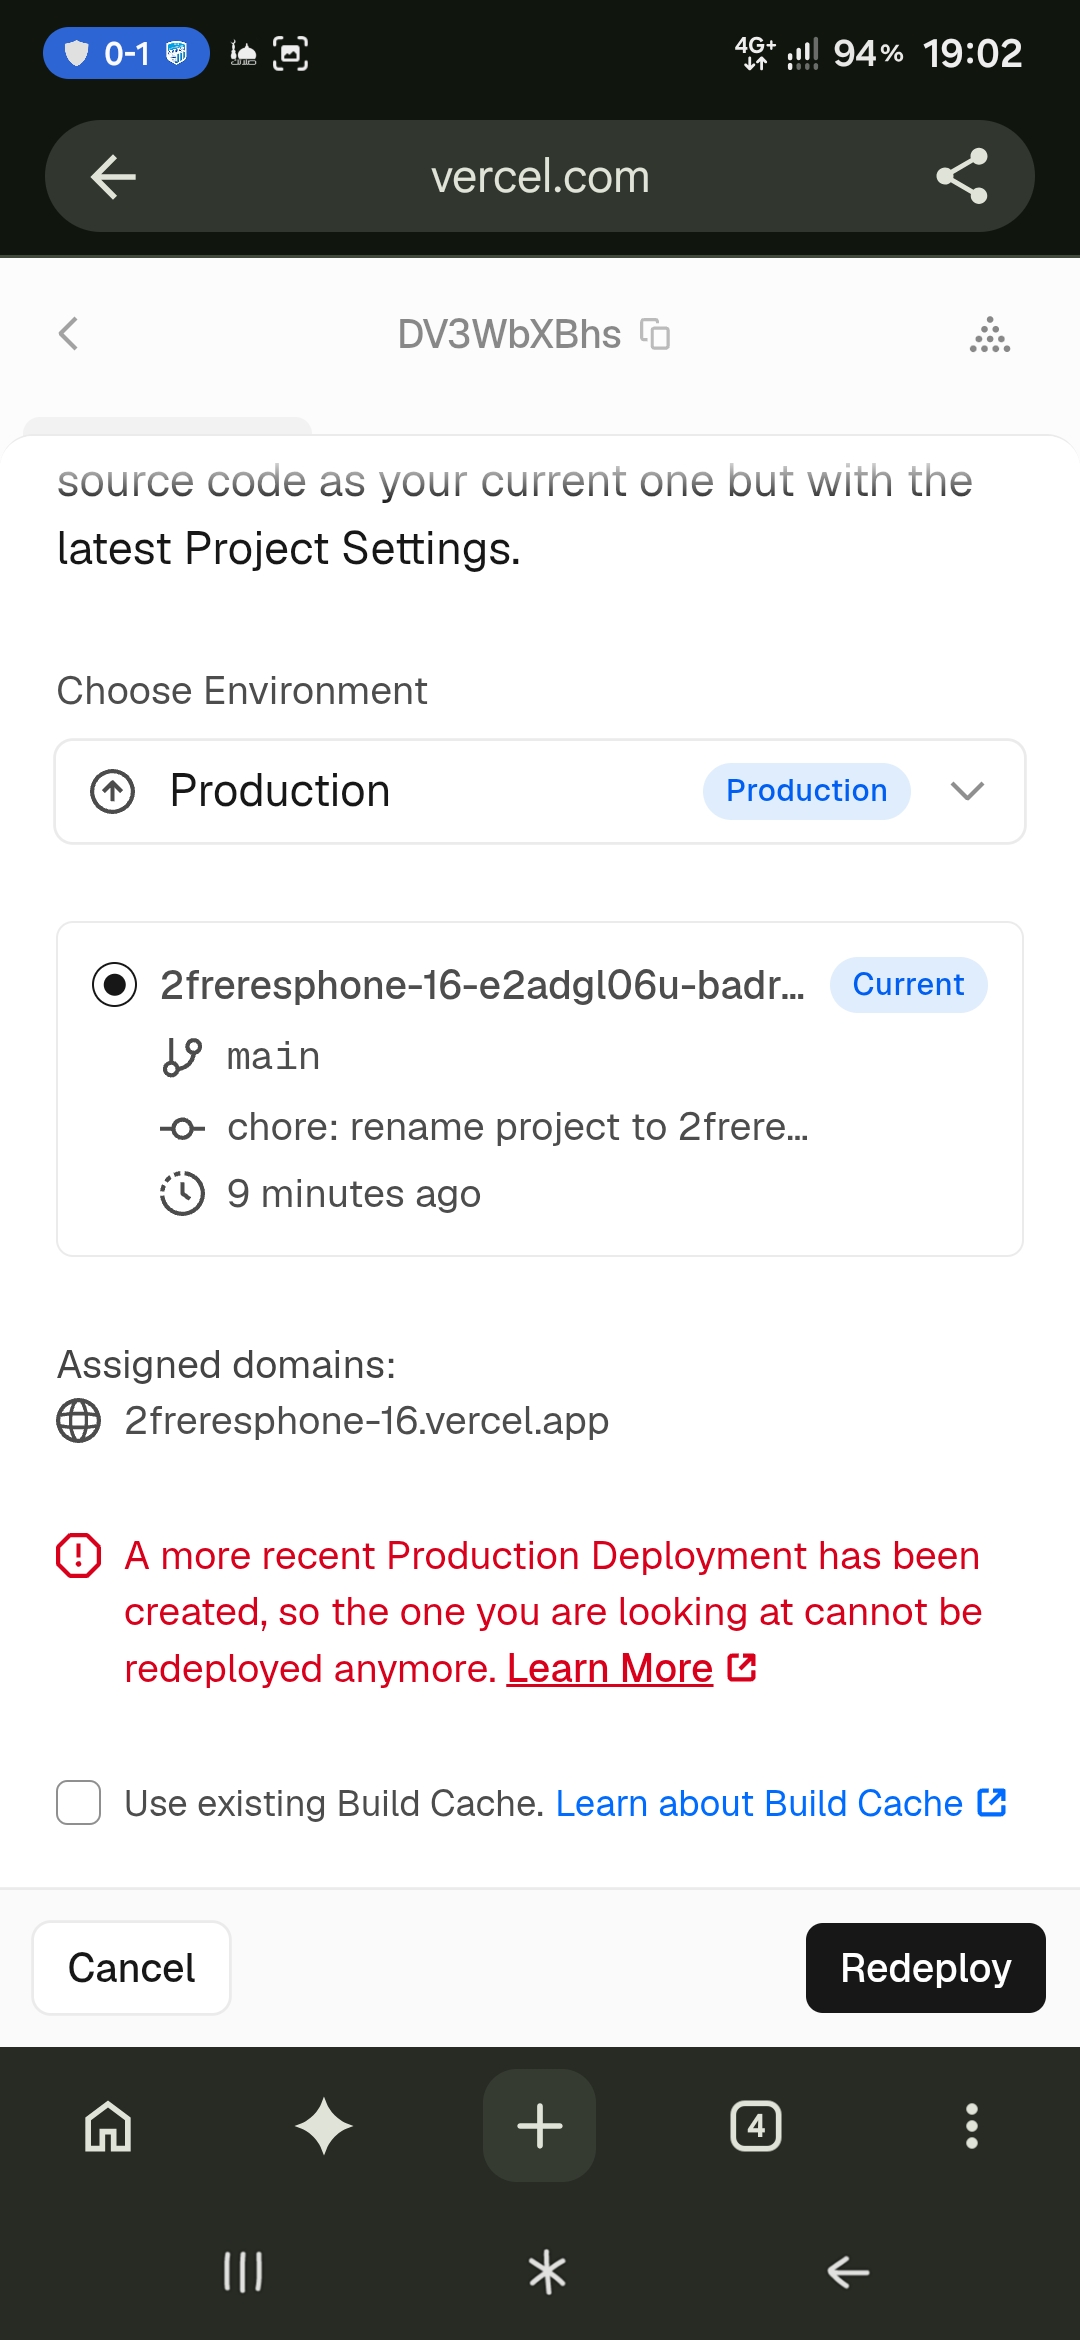 0-1
4G+ 94% 19:02
vercel.com
DV3WbXBhs
source code as your current one but with the
latest Project Settings.
Choose Environment
Production Production
2freresphone-16-e2adgl06u-badr... Current
main
chore: rename project to 2frere...
9 minutes ago
Assigned domains:
2freresphone-16.vercel.app
A more recent Production Deployment has been
created, so the one you are looking at cannot be
redeployed anymore. Learn More
Use existing Build Cache. Learn about Build Cache
Cancel Redeploy
4